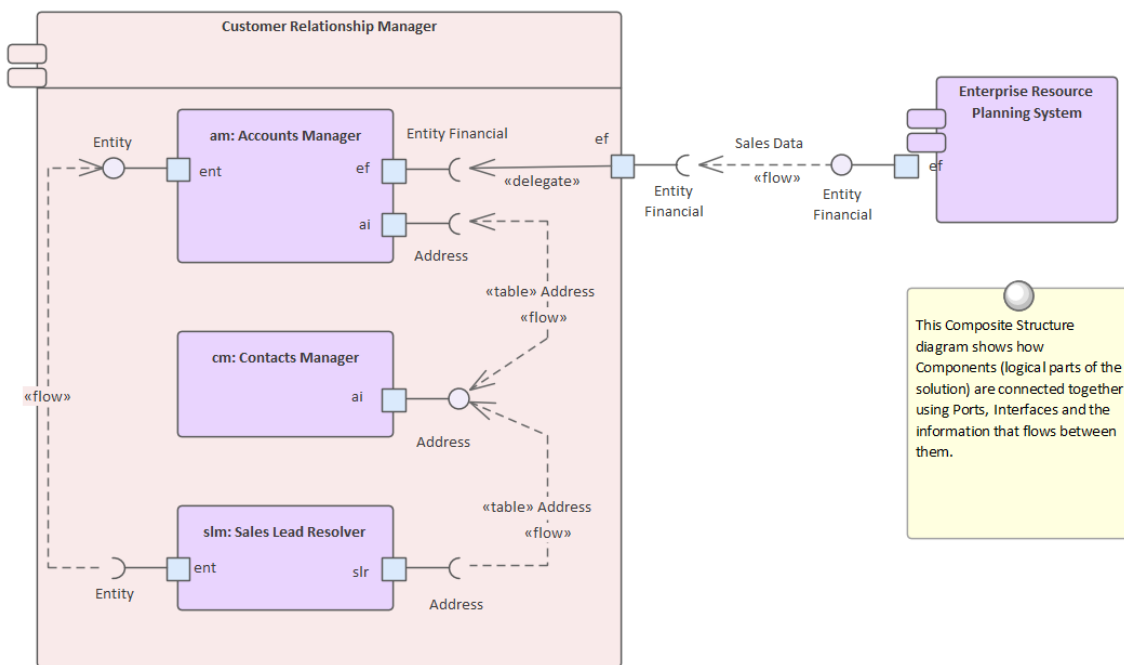 Customer Relationship Manager
am: Accounts Manager
Entity
ent
ef
ai
Entity Financial
«delegate»
Address
ef
Entity
Financial
Sales Data
«flow»
Entity
Financial
ef
Enterprise Resource
Planning System
«table» Address
«flow»
cm: Contacts Manager
ai
Address
«flow»
«table» Address
«flow»
slm: Sales Lead Resolver
ent
slr
Entity
Address
This Composite Structure
diagram shows how
Components (logical parts of the
solution) are connected together
using Ports, Interfaces and the
information that flows between
them.